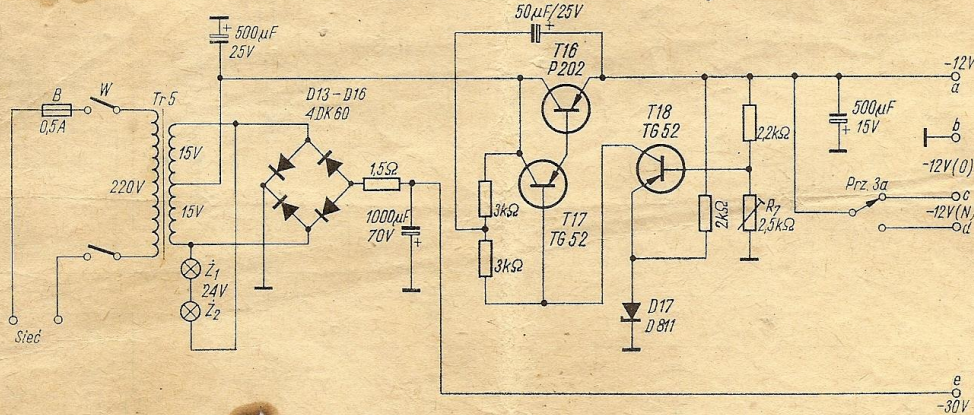 50µF/25V
+
500µF
25V
+
T16
P202
-12V
a
B
0,5A
W
Tr5
D13-D16
4DK60
T18
TG52
2,2kΩ
500µF
15V
+
b
-12V(0)
15V
220V
15V
1,5Ω
1000µF
70V
+
3kΩ
3kΩ
T17
TG52
2kΩ
R7
2,5kΩ
Prz. 3a
c
-12V(N)
d
Ż1
24V
Ż2
Sieć
D17
D811
e
-30V